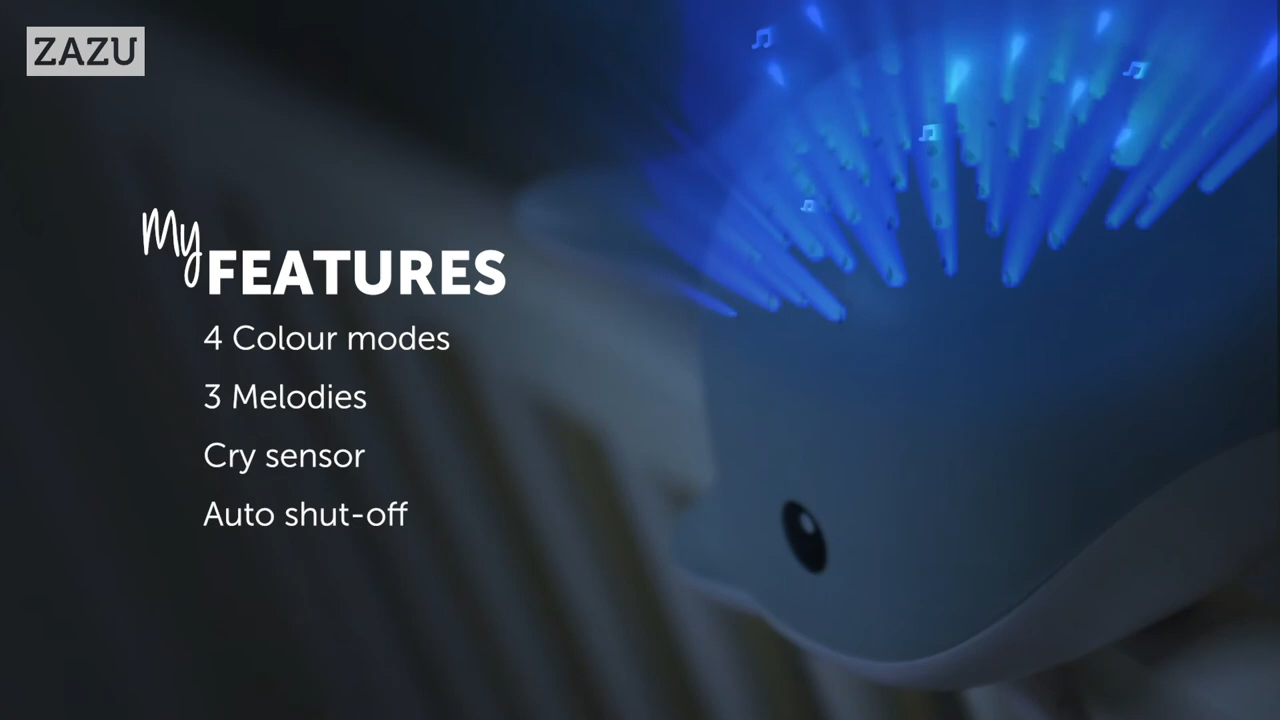 ZAZU
My
FEATURES
4 Colour modes
3 Melodies
Cry sensor
Auto shut-off